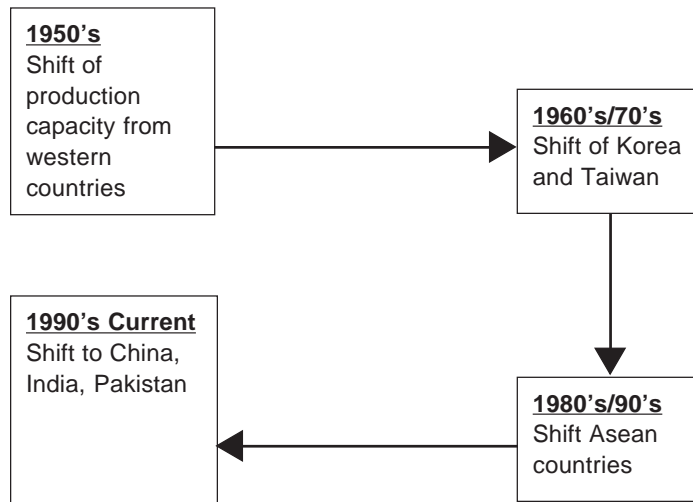 1950's
Shift of
production
capacity from
western
countries
1960's/70's
Shift of Korea
and Taiwan
1980's/90's
Shift Asean
countries
1990's Current
Shift to China,
India, Pakistan